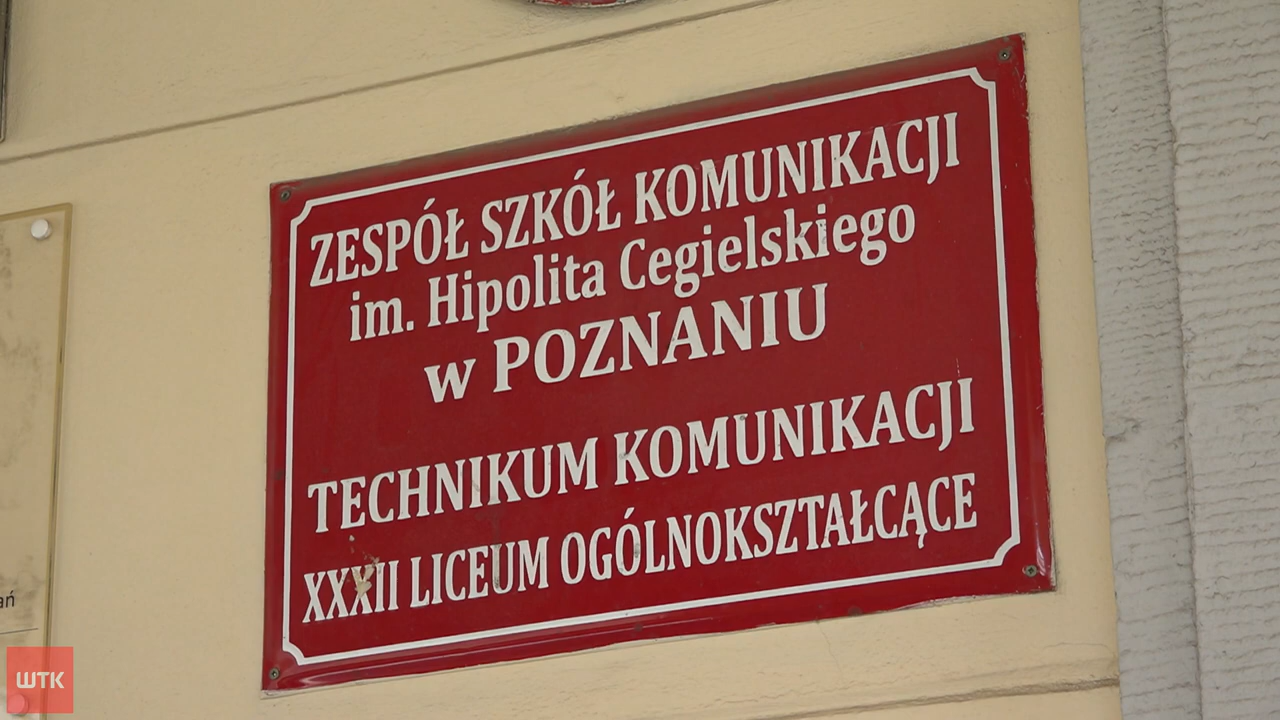 ZESPÓŁ SZKÓŁ KOMUNIKACJI
im. Hipolita Cegielskiego
w POZNANIU
TECHNIKUM KOMUNIKACJI
XXXII LICEUM OGÓLNOKSZTAŁCĄCE
WTK